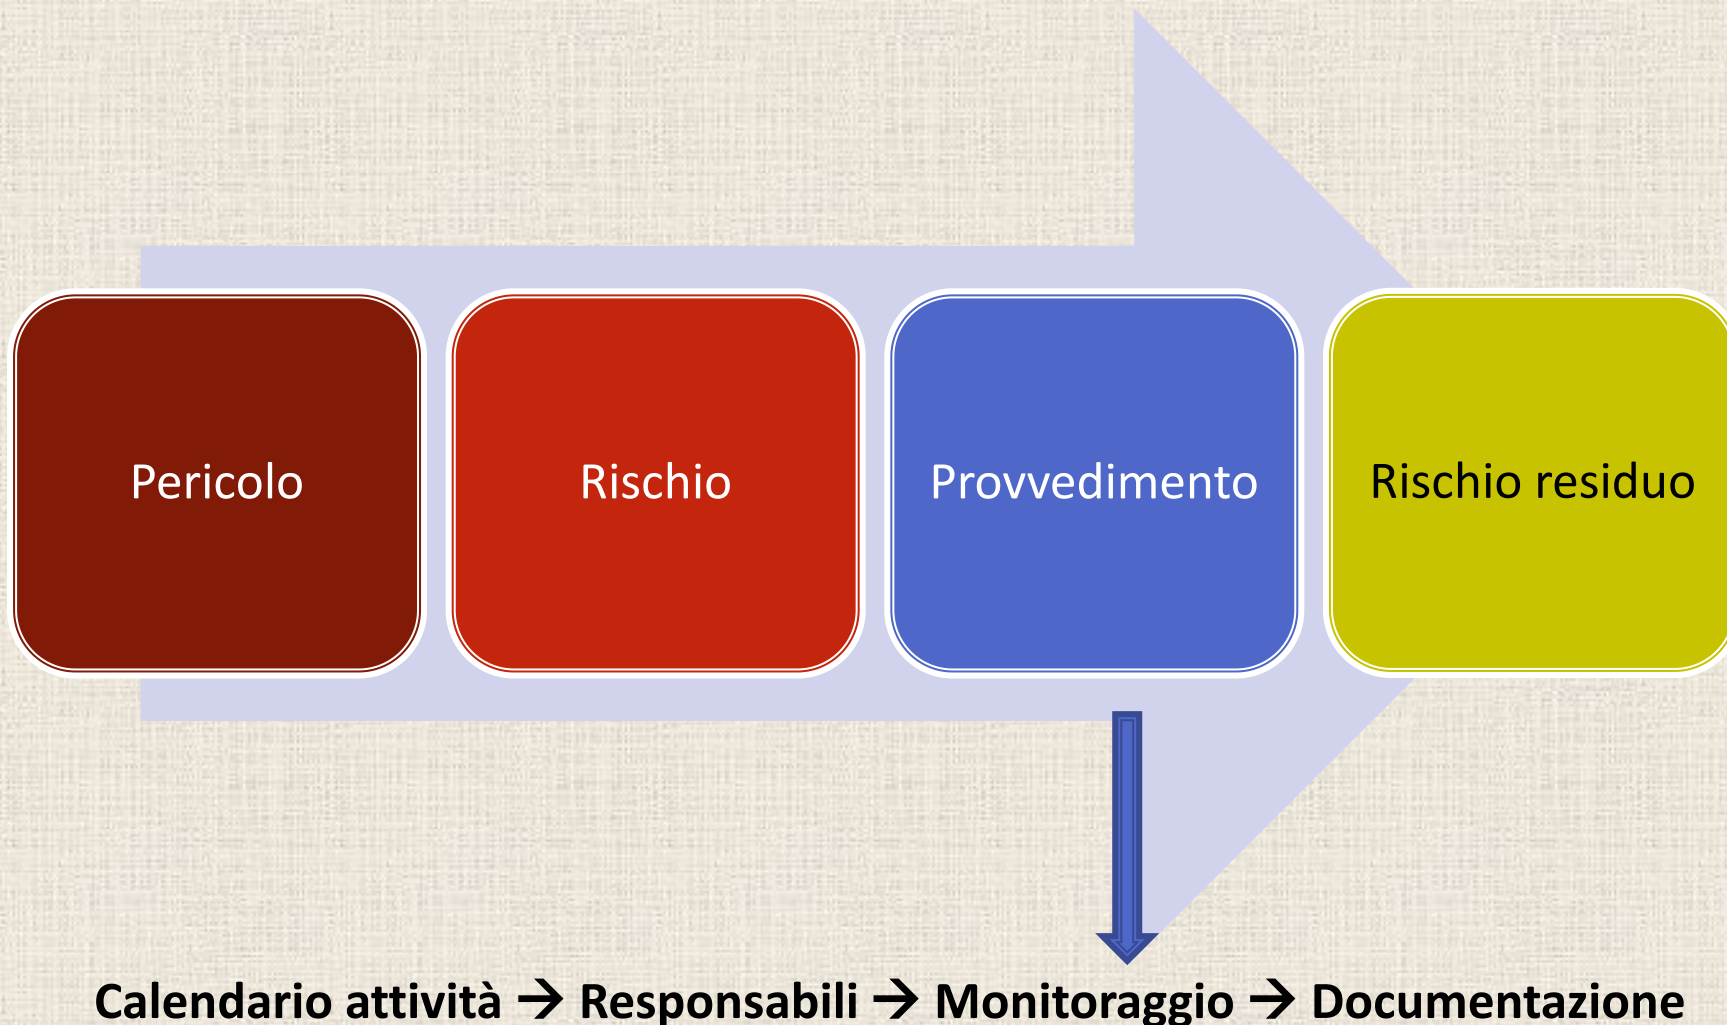 Pericolo
Rischio
Provvedimento
Rischio residuo
Calendario attività → Responsabili → Monitoraggio → Documentazione